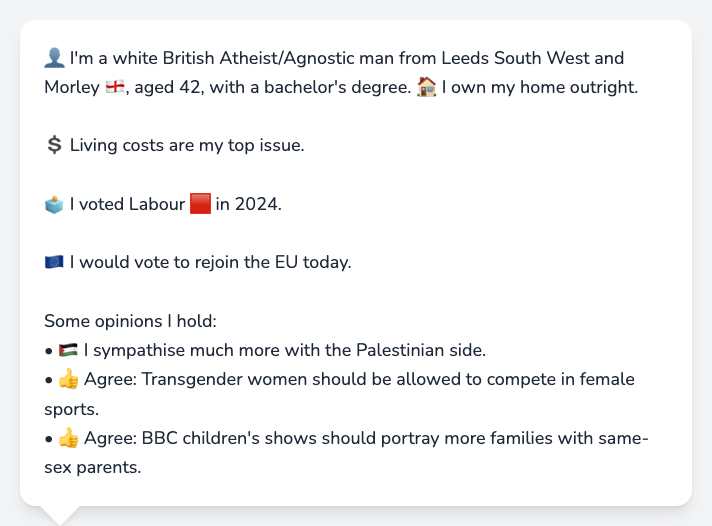 👤 I'm a white British Atheist/Agnostic man from Leeds South West and
Morley 🏴󠁧󠁢󠁥󠁮󠁧󠁿, aged 42, with a bachelor's degree. 🏠 I own my home outright.
💲 Living costs are my top issue.
🗳️ I voted Labour 🟥 in 2024.
🇪🇺 I would vote to rejoin the EU today.
Some opinions I hold:
• 🇵🇸 I sympathise much more with the Palestinian side.
• 👍 Agree: Transgender women should be allowed to compete in female
sports.
• 👍 Agree: BBC children's shows should portray more families with same-
sex parents.